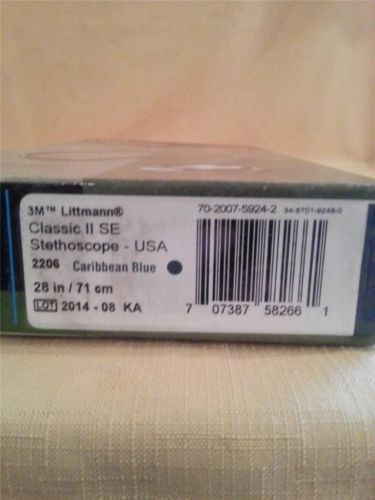 3M™ Littmann®
Classic II SE
Stethoscope - USA
2206 Caribbean Blue
28 in / 71 cm
LOT 2014 - 08 KA
70-2007-5924-2 34-8701-9248-0
7 07387 58266 1